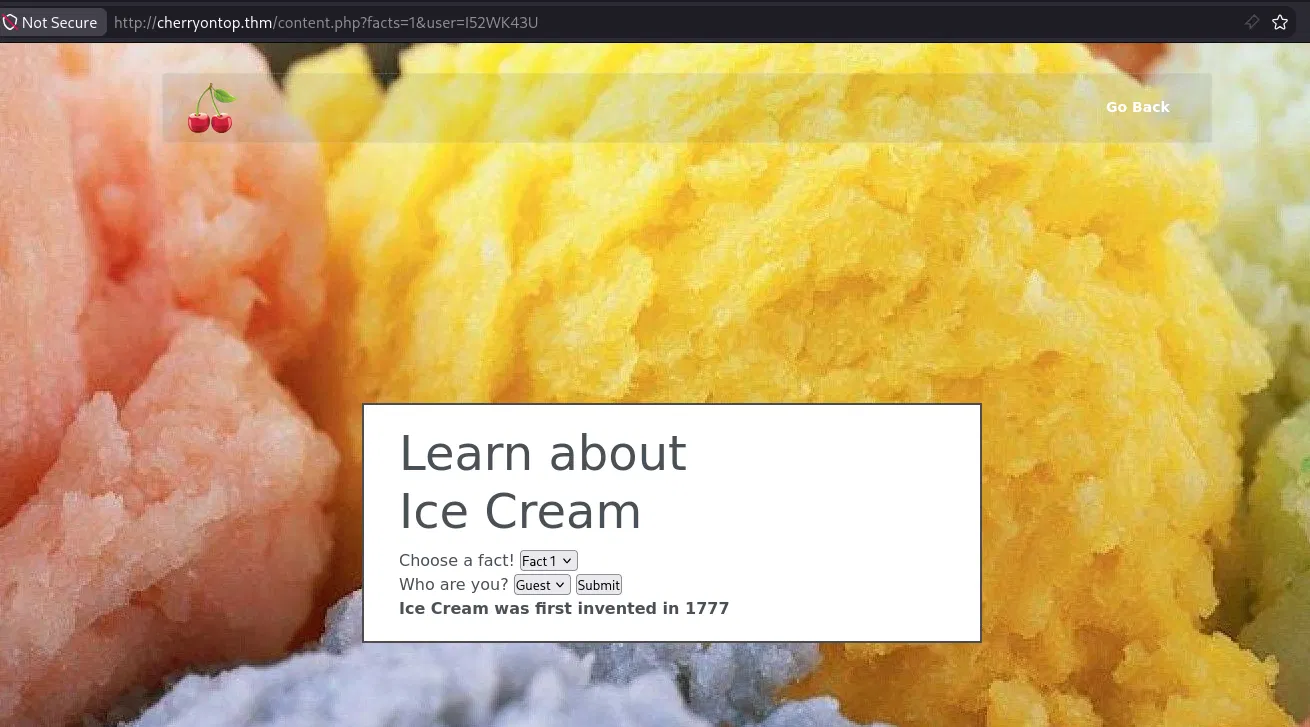 Not Secure http://cherryontop.thm/content.php?facts=1&user=I52WK43U
Go Back
Learn about
Ice Cream
Choose a fact! Fact 1
Who are you? Guest Submit
Ice Cream was first invented in 1777